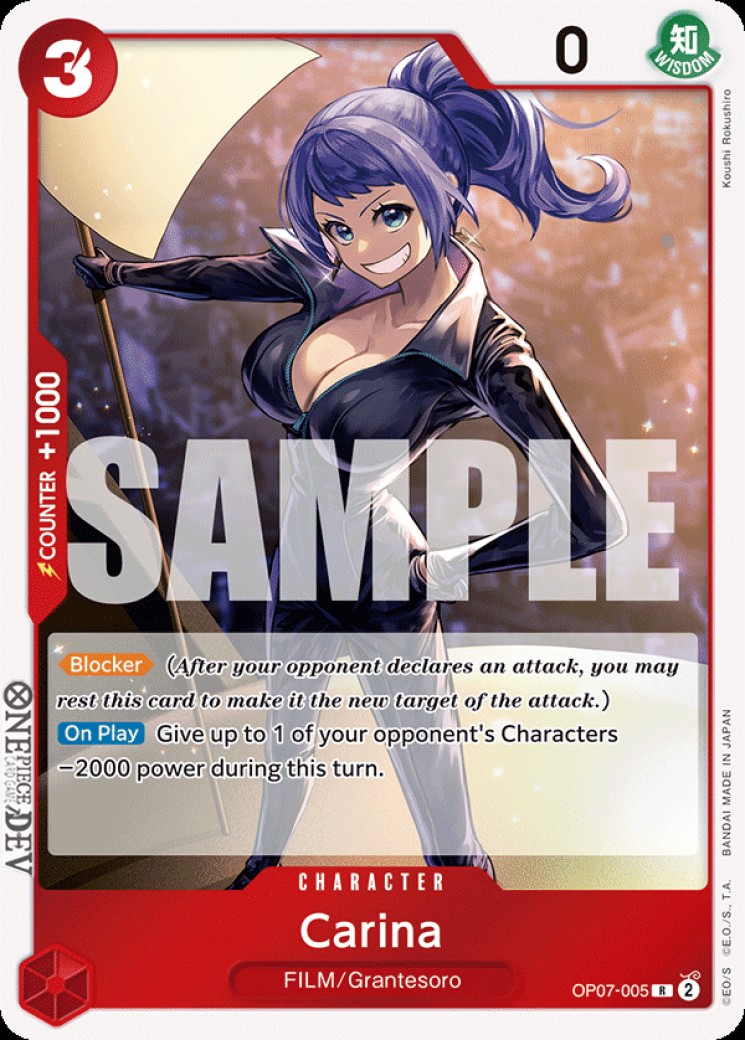 3
0
知
WISDOM
Koushi Rokushiro
COUNTER +1000
SAMPLE
Blocker (After your opponent declares an attack, you may
rest this card to make it the new target of the attack.)
On Play Give up to 1 of your opponent's Characters
−2000 power during this turn.
ONE PIECE
CARD GAME
DEV
CHARACTER
Carina
FILM/Grantesoro
OP07-005 R 2
©EO/S ©E.O./S., T.A. BANDAI MADE IN JAPAN